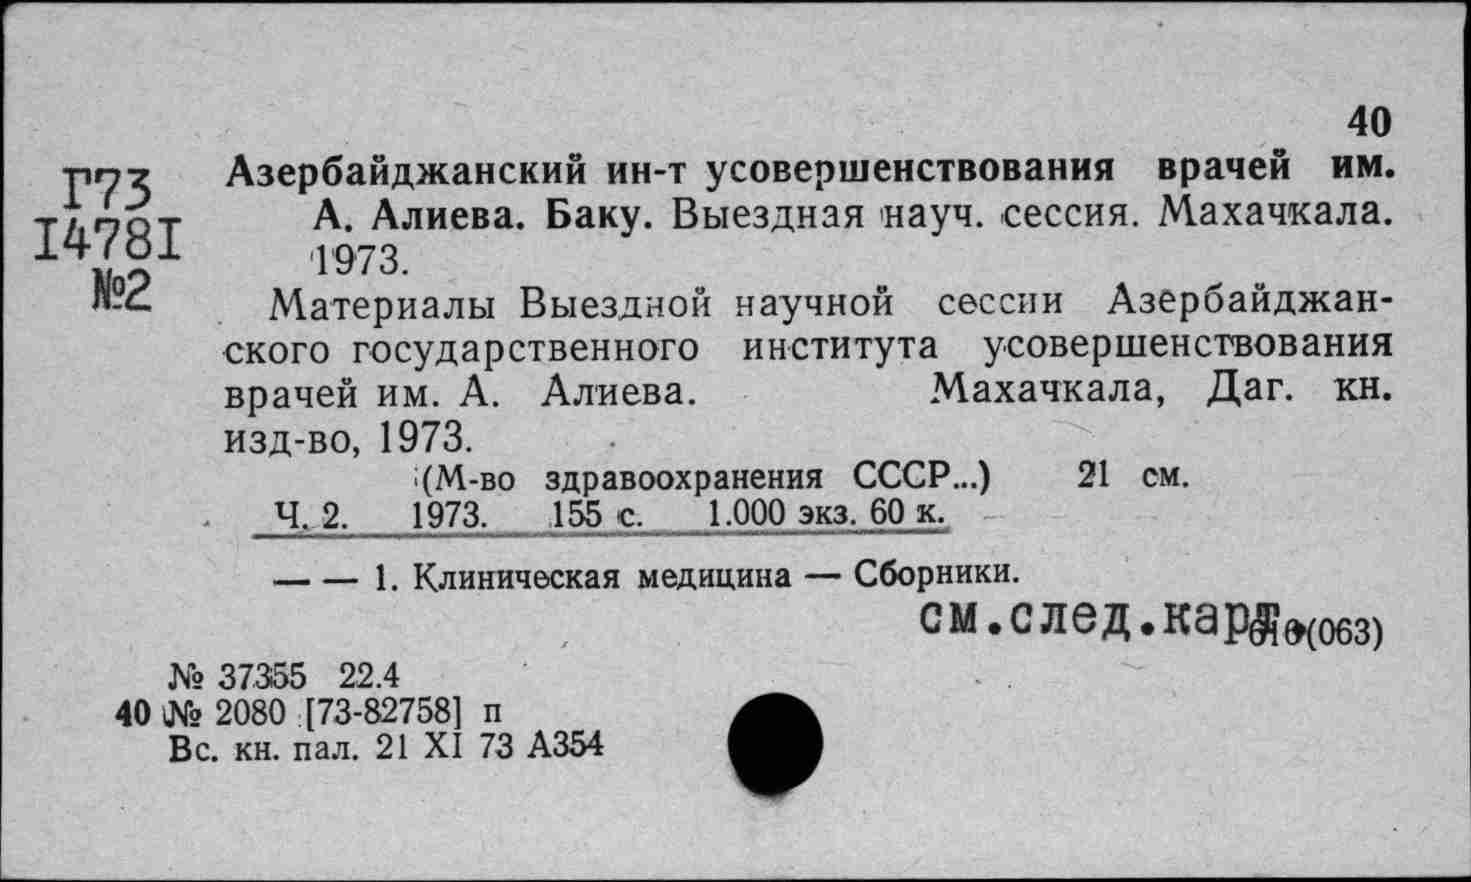 40
Г73
I478I
№2
Азербайджанский ин-т усовершенствования врачей им.
А. Алиева. Баку. Выездная науч. сессия. Махачкала.
1973.
Материалы Выездной научной сессии Азербайджан-
ского государственного института усовершенствования
врачей им. А. Алиева. Махачкала, Даг. кн.
изд-во, 1973.
(М-во здравоохранения СССР...) 21 см.
Ч. 2. 1973. 155 с. 1.000 экз. 60 к.
— — 1. Клиническая медицина — Сборники.
см.след.карт.
(063)
№ 37355 22.4
40 № 2080 [73-82758] п
Вс. кн. пал. 21 XI 73 А354